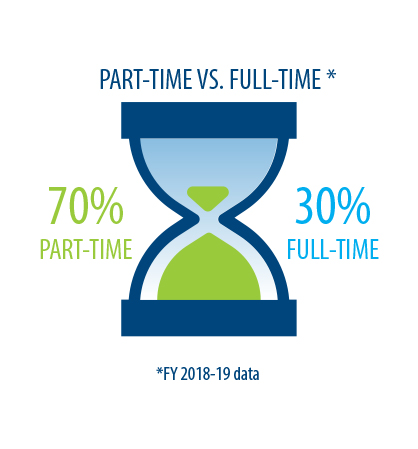 PART-TIME VS. FULL-TIME *
70%
PART-TIME
30%
FULL-TIME
*FY 2018-19 data